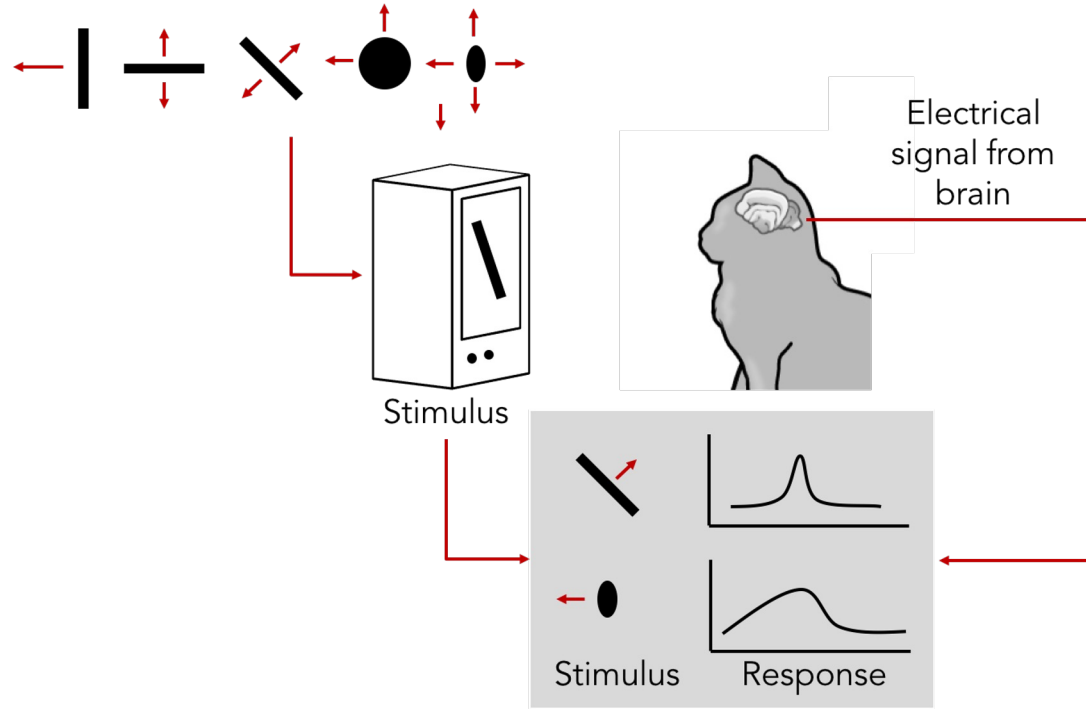 Electrical
signal from
brain
Stimulus
Stimulus
Response